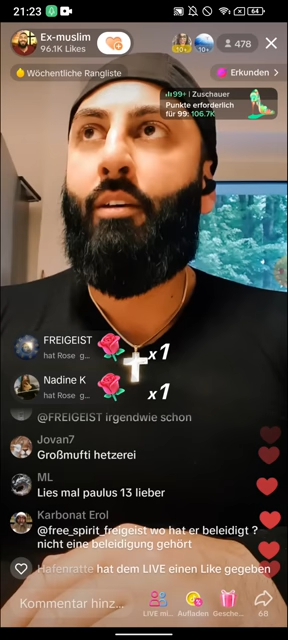 21:23
64
Ex-muslim
96.1K Likes
10+
10+
478
Wöchentliche Rangliste
Erkunden >
99+ | Zuschauer
Punkte erforderlich
für 99: 106.7K
FREIGEIST
hat Rose g...
x1
Nadine K
hat Rose g...
x1
@FREIGEIST irgendwie schon
Jovan7
Großmufti hetzerei
ML
Lies mal paulus 13 lieber
Karbonat Erol
@free_spirit_freigeist wo hat er beleidigt ?
nicht eine beleidigung gehört
Hafenratte hat dem LIVE einen Like gegeben
Kommentar hinz...
LIVE mi...
Aufladen
Gesche...
68